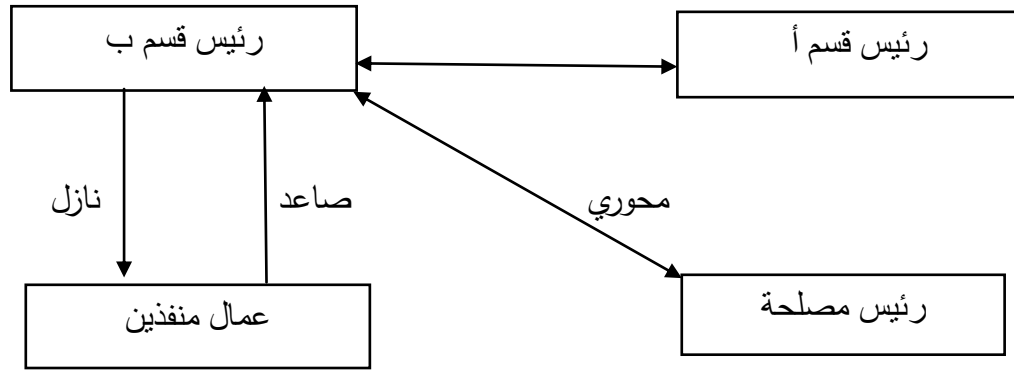 رئيس قسم أ
رئيس قسم ب
محوري
صاعد
نازل
رئيس مصلحة
عمال منفذين